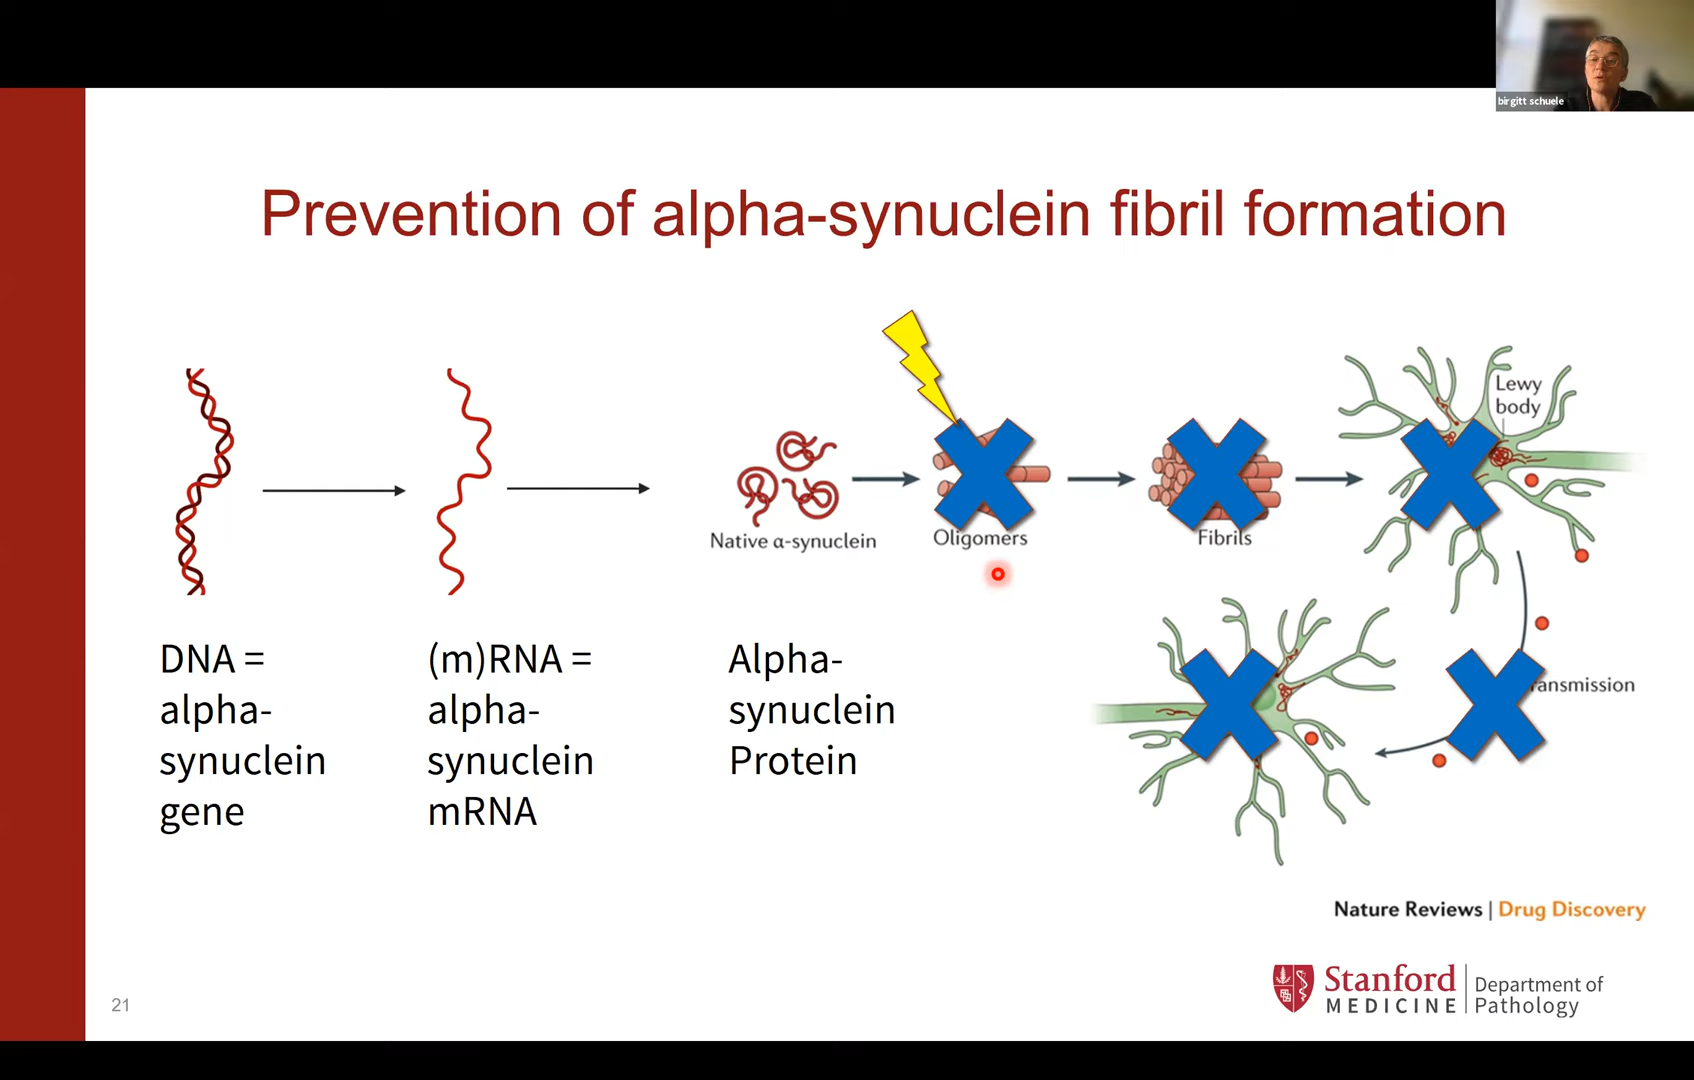 birgitt schuele
Prevention of alpha-synuclein fibril formation
Lewy
body
Native α-synuclein
Oligomers
Fibrils
ansmission
DNA =
alpha-
synuclein
gene
(m)RNA =
alpha-
synuclein
mRNA
Alpha-
synuclein
Protein
Nature Reviews | Drug Discovery
Stanford
MEDICINE
Department of
Pathology
21